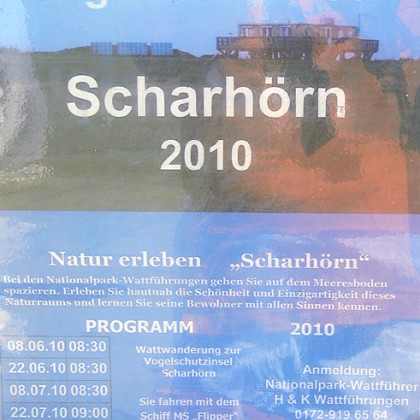 Scharhörn
2010
Natur erleben „Scharhörn“
Bei den Nationalpark-Wattführungen gehen Sie auf dem Meeresboden
spazieren. Erleben Sie hautnah die Schönheit und Einzigartigkeit dieses
Naturraums und lernen Sie seine Bewohner mit allen Sinnen kennen.
PROGRAMM 2010
08.06.10 08:30
22.06.10 08:30
08.07.10 08:30
22.07.10 09:00
Wattwanderung zur
Vogelschutzinsel
Scharhörn
Sie fahren mit dem
Schiff MS „Flipper“
Anmeldung:
Nationalpark-Wattführer
H & K Wattführungen
0172-919 65 64